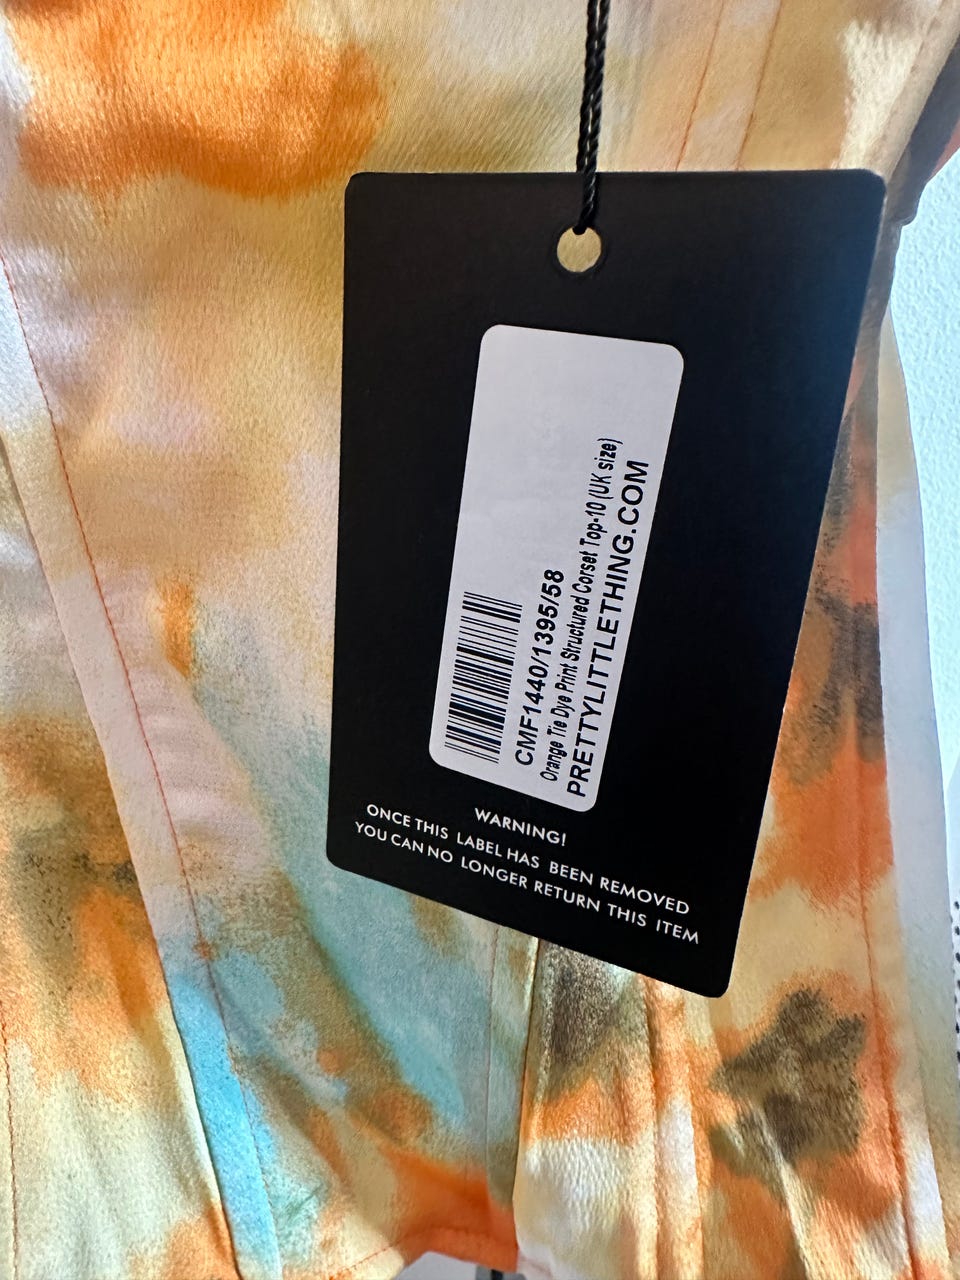 CMF1440/1395/58
Orange Tie Dye Print Structured Corset Top-10 (UK size)
PRETTYLITTLETHING.COM
WARNING!
ONCE THIS LABEL HAS BEEN REMOVED
YOU CAN NO LONGER RETURN THIS ITEM